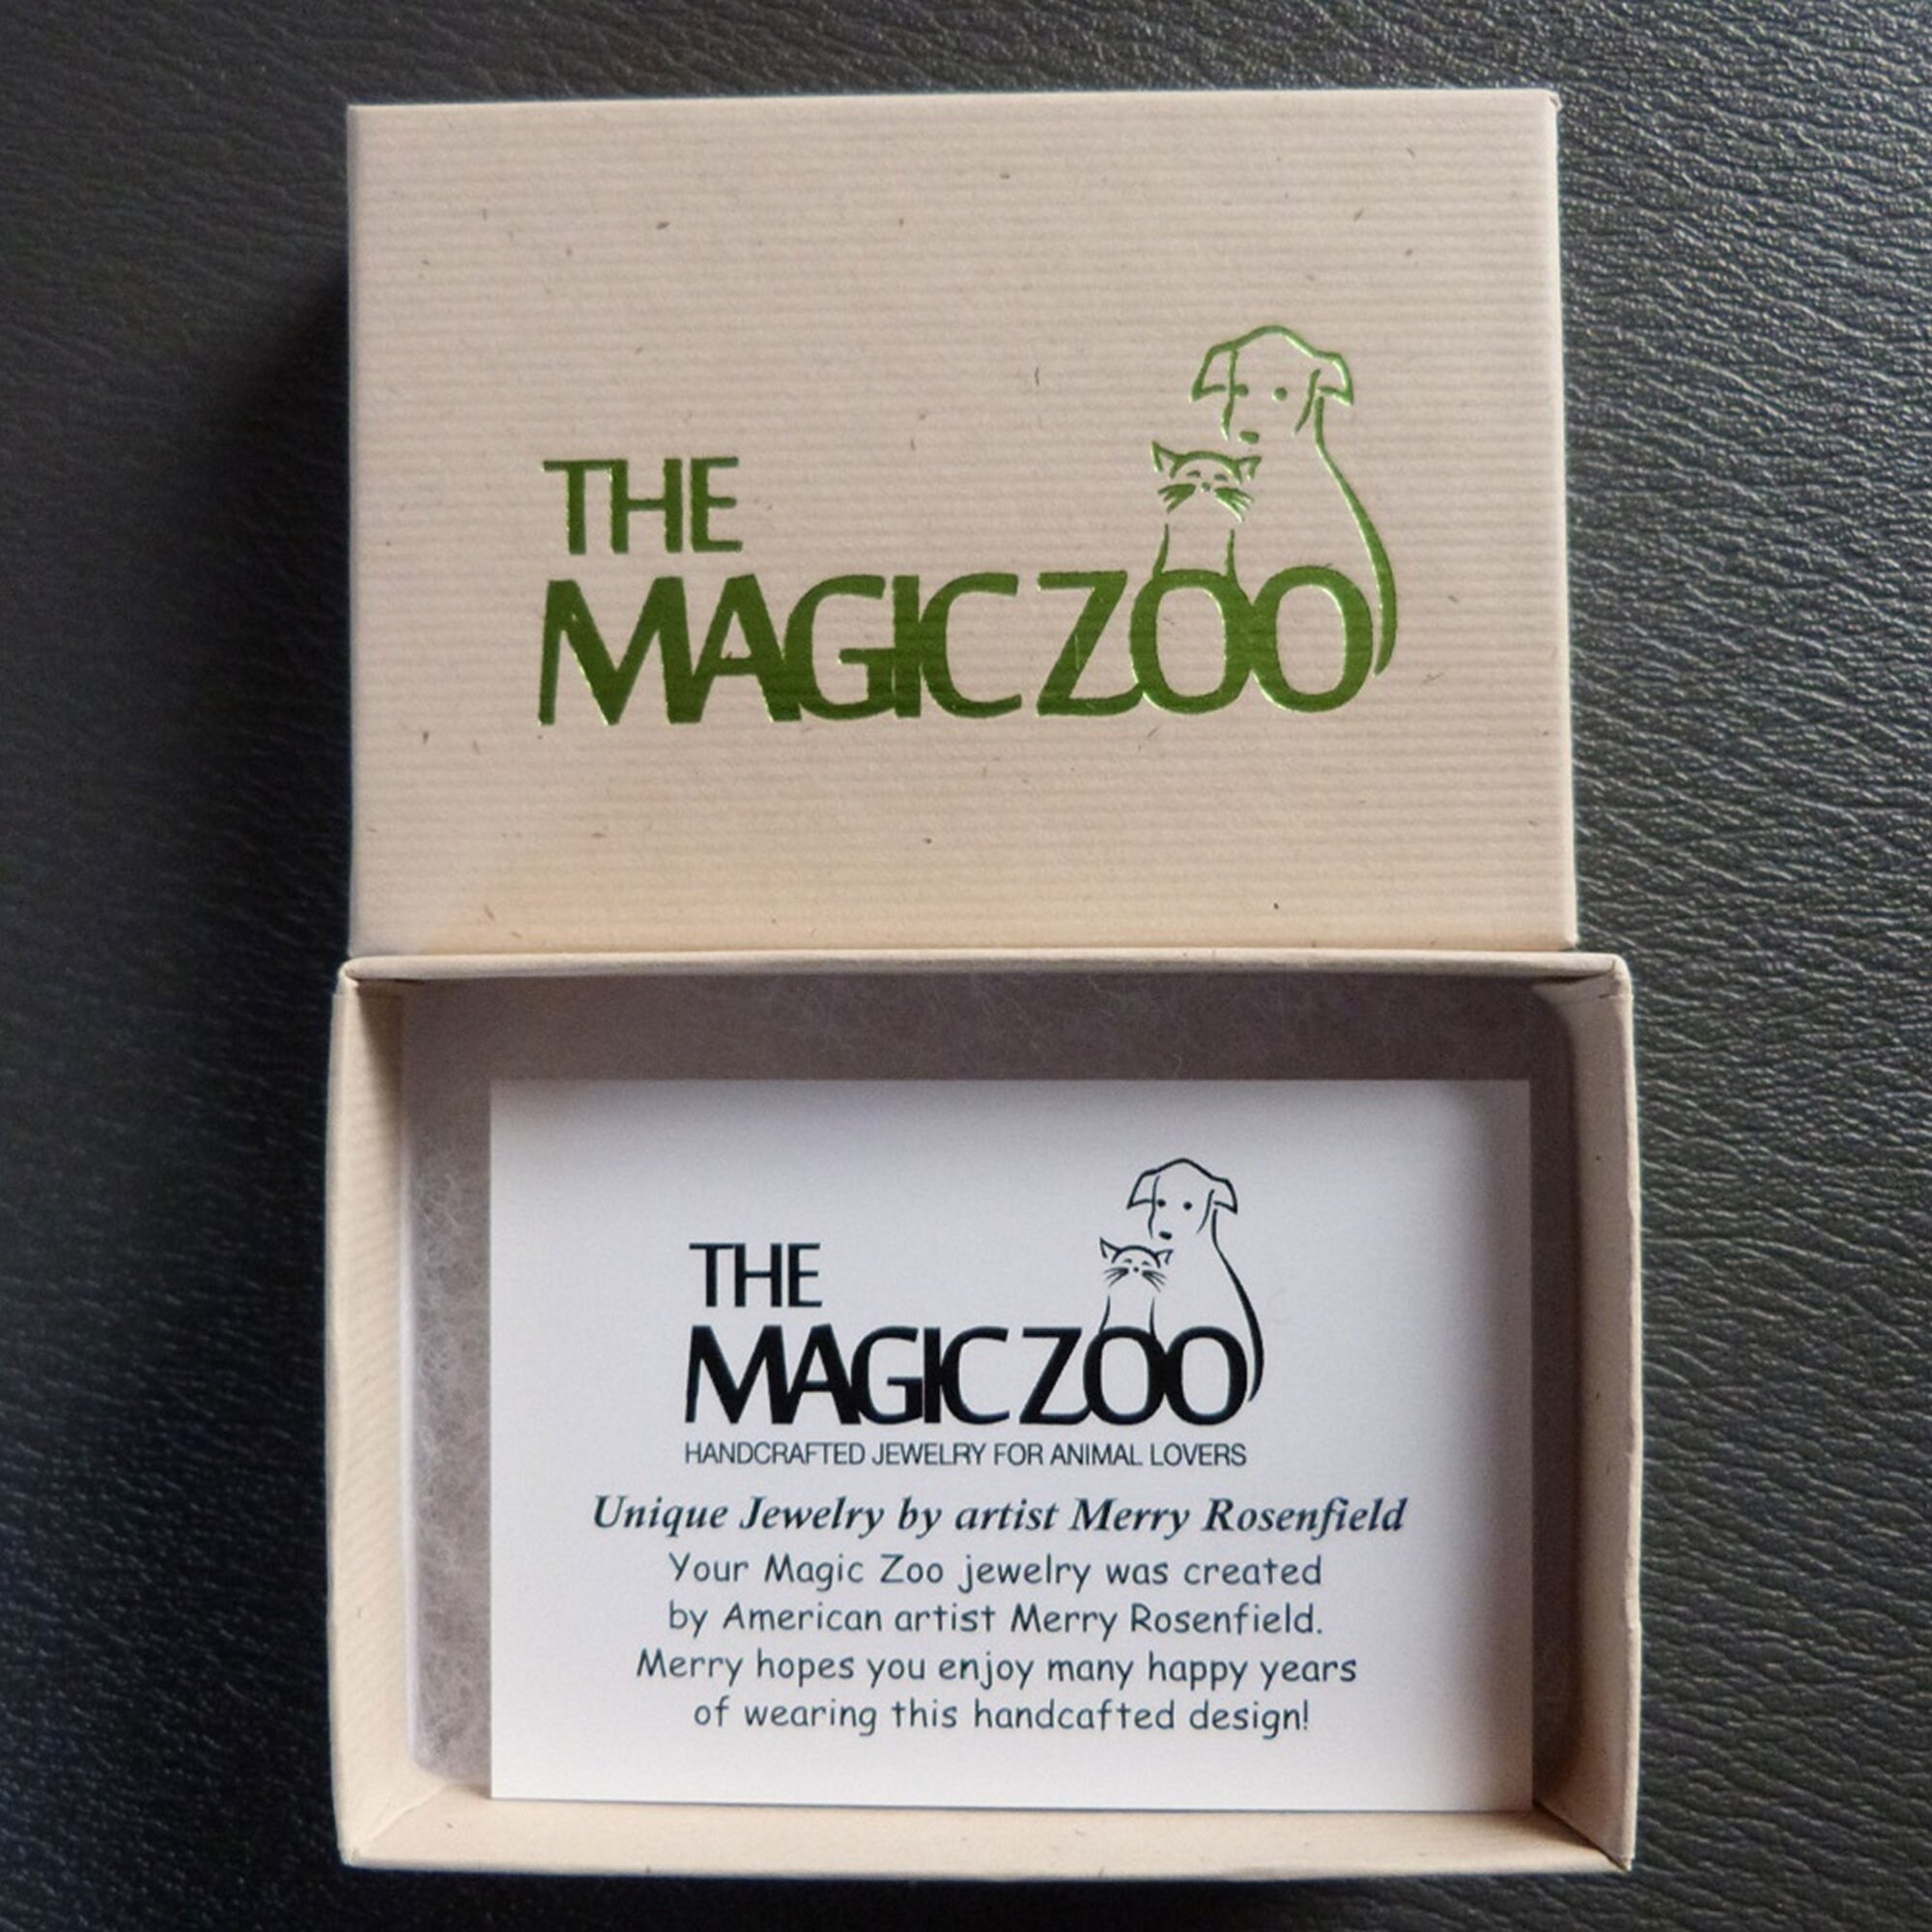 THE
MAGIC ZOO
THE
MAGIC ZOO
HANDCRAFTED JEWELRY FOR ANIMAL LOVERS
Unique Jewelry by artist Merry Rosenfield
Your Magic Zoo jewelry was created
by American artist Merry Rosenfield.
Merry hopes you enjoy many happy years
of wearing this handcafted design!